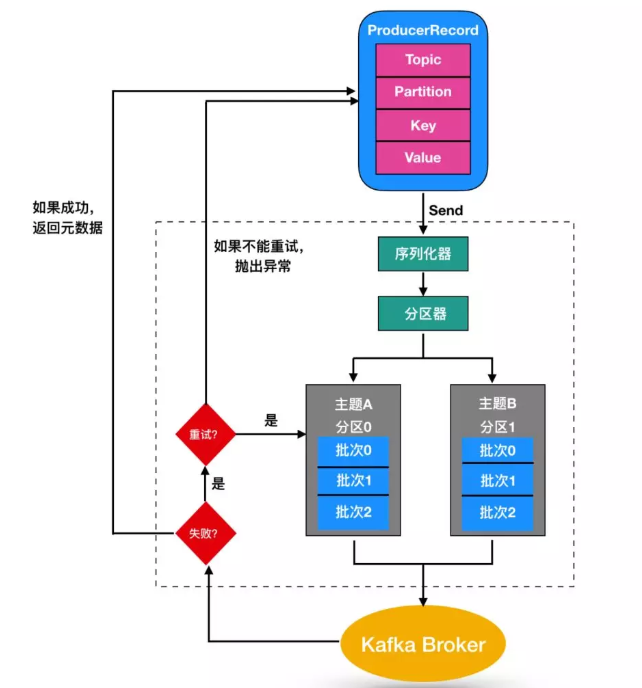 ProducerRecord
Topic
Partition
Key
Value
Send
如果成功，
返回元数据
如果不能重试，
抛出异常
序列化器
分区器
主题A
分区0
批次0
批次1
批次2
主题B
分区1
批次0
批次1
批次2
重试?
是
是
失败?
Kafka Broker